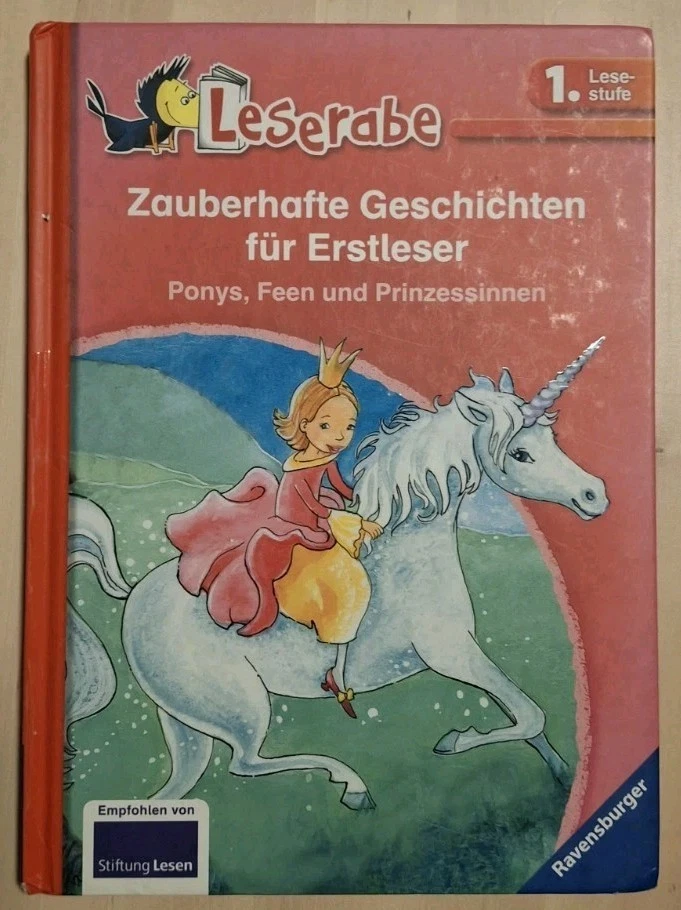 Leserabe
1. Lese-
stufe
Zauberhafte Geschichten
für Erstleser
Ponys, Feen und Prinzessinnen
Empfohlen von
Stiftung Lesen
Ravensburger